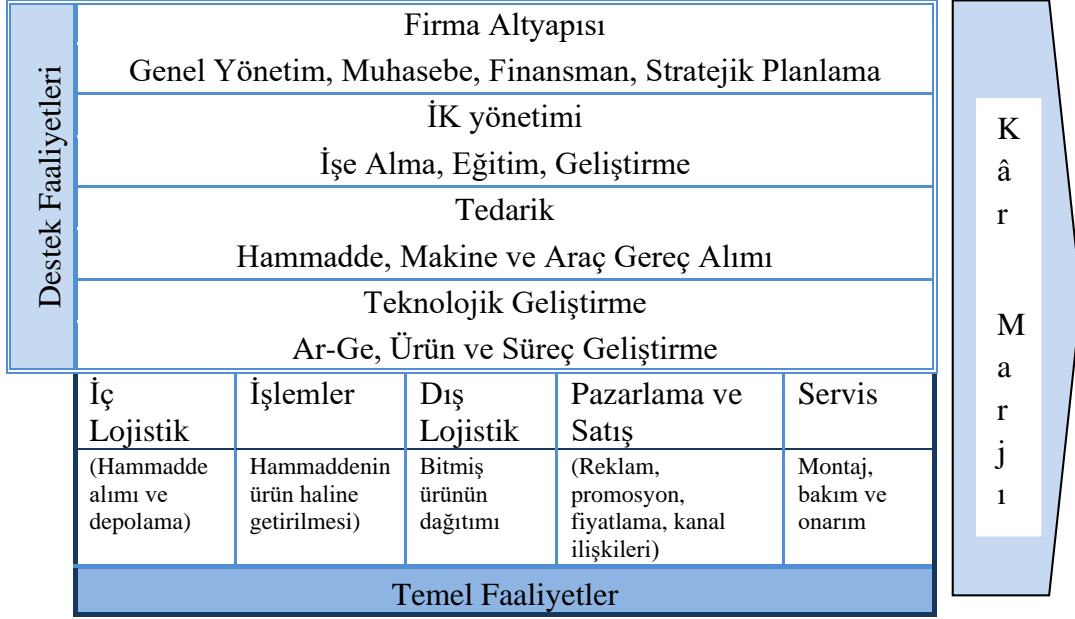 Destek Faaliyetleri
Firma Altyapısı
Genel Yönetim, Muhasebe, Finansman, Stratejik Planlama
İK yönetimi
İşe Alma, Eğitim, Geliştirme
Tedarik
Hammadde, Makine ve Araç Gereç Alımı
Teknolojik Geliştirme
Ar-Ge, Ürün ve Süreç Geliştirme
İç
Lojistik
(Hammadde
alımı ve
depolama)
İşlemler
Hammaddenin
ürün haline
getirilmesi)
Dış
Lojistik
Bitmiş
ürünün
dağıtımı
Pazarlama ve
Satış
(Reklam,
promosyon,
fiyatlama, kanal
ilişkileri)
Servis
Montaj,
bakım ve
onarım
Temel Faaliyetler
Kâr Marjı